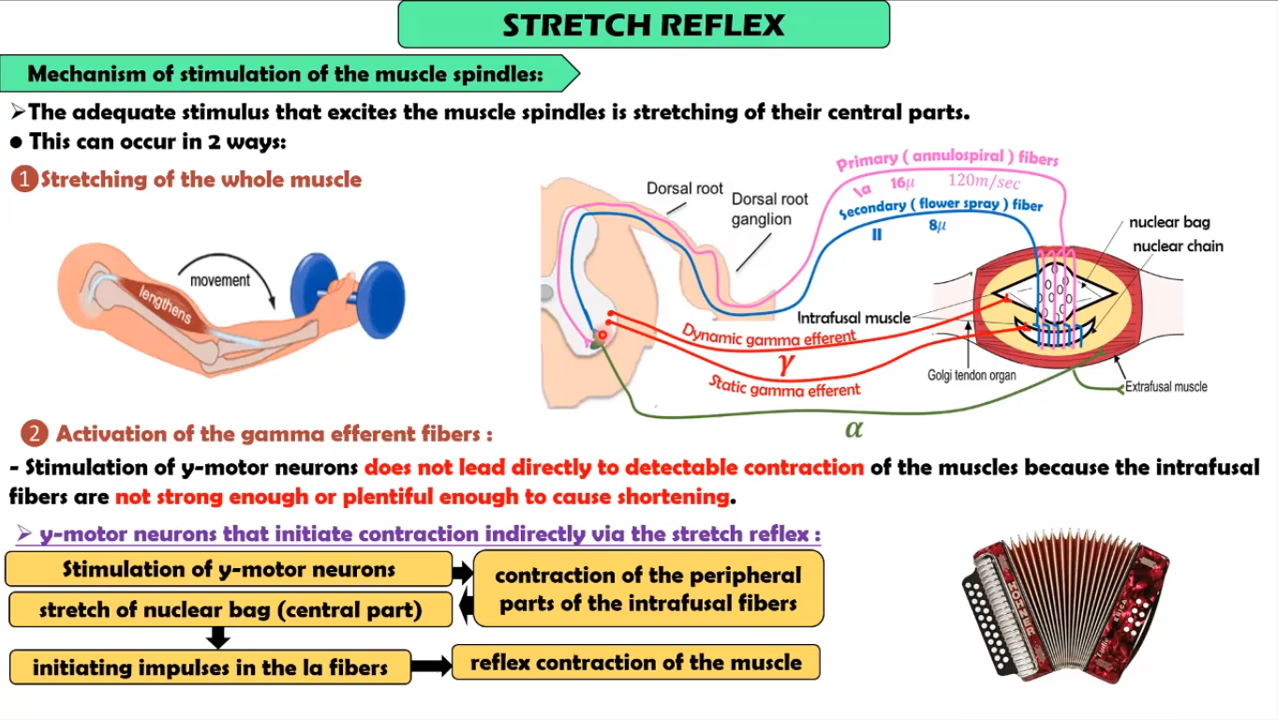 STRETCH REFLEX
Mechanism of stimulation of the muscle spindles:
➢The adequate stimulus that excites the muscle spindles is stretching of their central parts.
● This can occur in 2 ways:
❶Stretching of the whole muscle
movement
lengthens
Primary ( annulospiral ) fibers
Ia 16μ 120m/sec
Secondary ( flower spray ) fiber
II 8μ
Dorsal root
Dorsal root
ganglion
nuclear bag
nuclear chain
Intrafusal muscle
Dynamic gamma efferent
γ
Static gamma efferent
Golgi tendon organ
Extrafusal muscle
α
❷ Activation of the gamma efferent fibers :
- Stimulation of y-motor neurons does not lead directly to detectable contraction of the muscles because the intrafusal
fibers are not strong enough or plentiful enough to cause shortening.
➢ y-motor neurons that initiate contraction indirectly via the stretch reflex :
Stimulation of y-motor neurons
contraction of the peripheral
parts of the intrafusal fibers
stretch of nuclear bag (central part)
initiating impulses in the Ia fibers
reflex contraction of the muscle
HOHNER